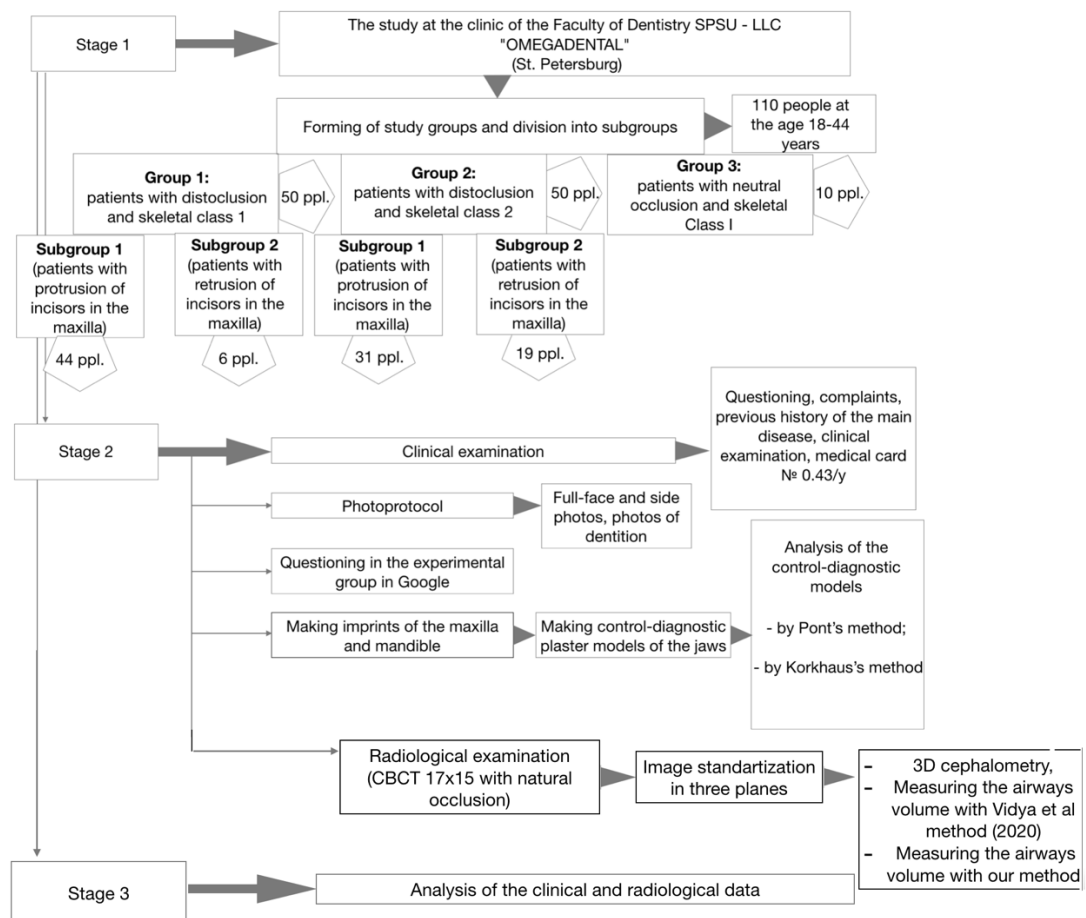 Stage 1
The study at the clinic of the Faculty of Dentistry SPSU - LLC
"OMEGADENTAL"
(St. Petersburg)
Forming of study groups and division into subgroups
110 people at
the age 18-44
years
Group 1:
patients with distoclusion
and skeletal class 1
50 ppl.
Group 2:
patients with distoclusion
and skeletal class 2
50 ppl.
Group 3:
patients with neutral
occlusion and skeletal
Class I
10 ppl.
Subgroup 1
(patients with
protrusion of
incisors in the
maxilla)
44 ppl.
Subgroup 2
(patients with
retrusion of
incisors in the
maxilla)
6 ppl.
Subgroup 1
(patients with
protrusion of
incisors in the
maxilla)
31 ppl.
Subgroup 2
(patients with
retrusion of
incisors in the
maxilla)
19 ppl.
Stage 2
Clinical examination
Questioning, complaints,
previous history of the main
disease, clinical
examination, medical card
№ 0.43/y
Photoprotocol
Full-face and side
photos, photos of
dentition
Questioning in the experimental
group in Google
Making imprints of the maxilla
and mandible
Making control-diagnostic
plaster models of the jaws
Analysis of the
control-diagnostic
models
- by Pont's method;
- by Korkhaus's method
Radiological examination
(CBCT 17x15 with natural
occlusion)
Image standartization
in three planes
- 3D cephalometry,
- Measuring the airways
volume with Vidya et al
method (2020)
- Measuring the airways
volume with our method
Stage 3
Analysis of the clinical and radiological data